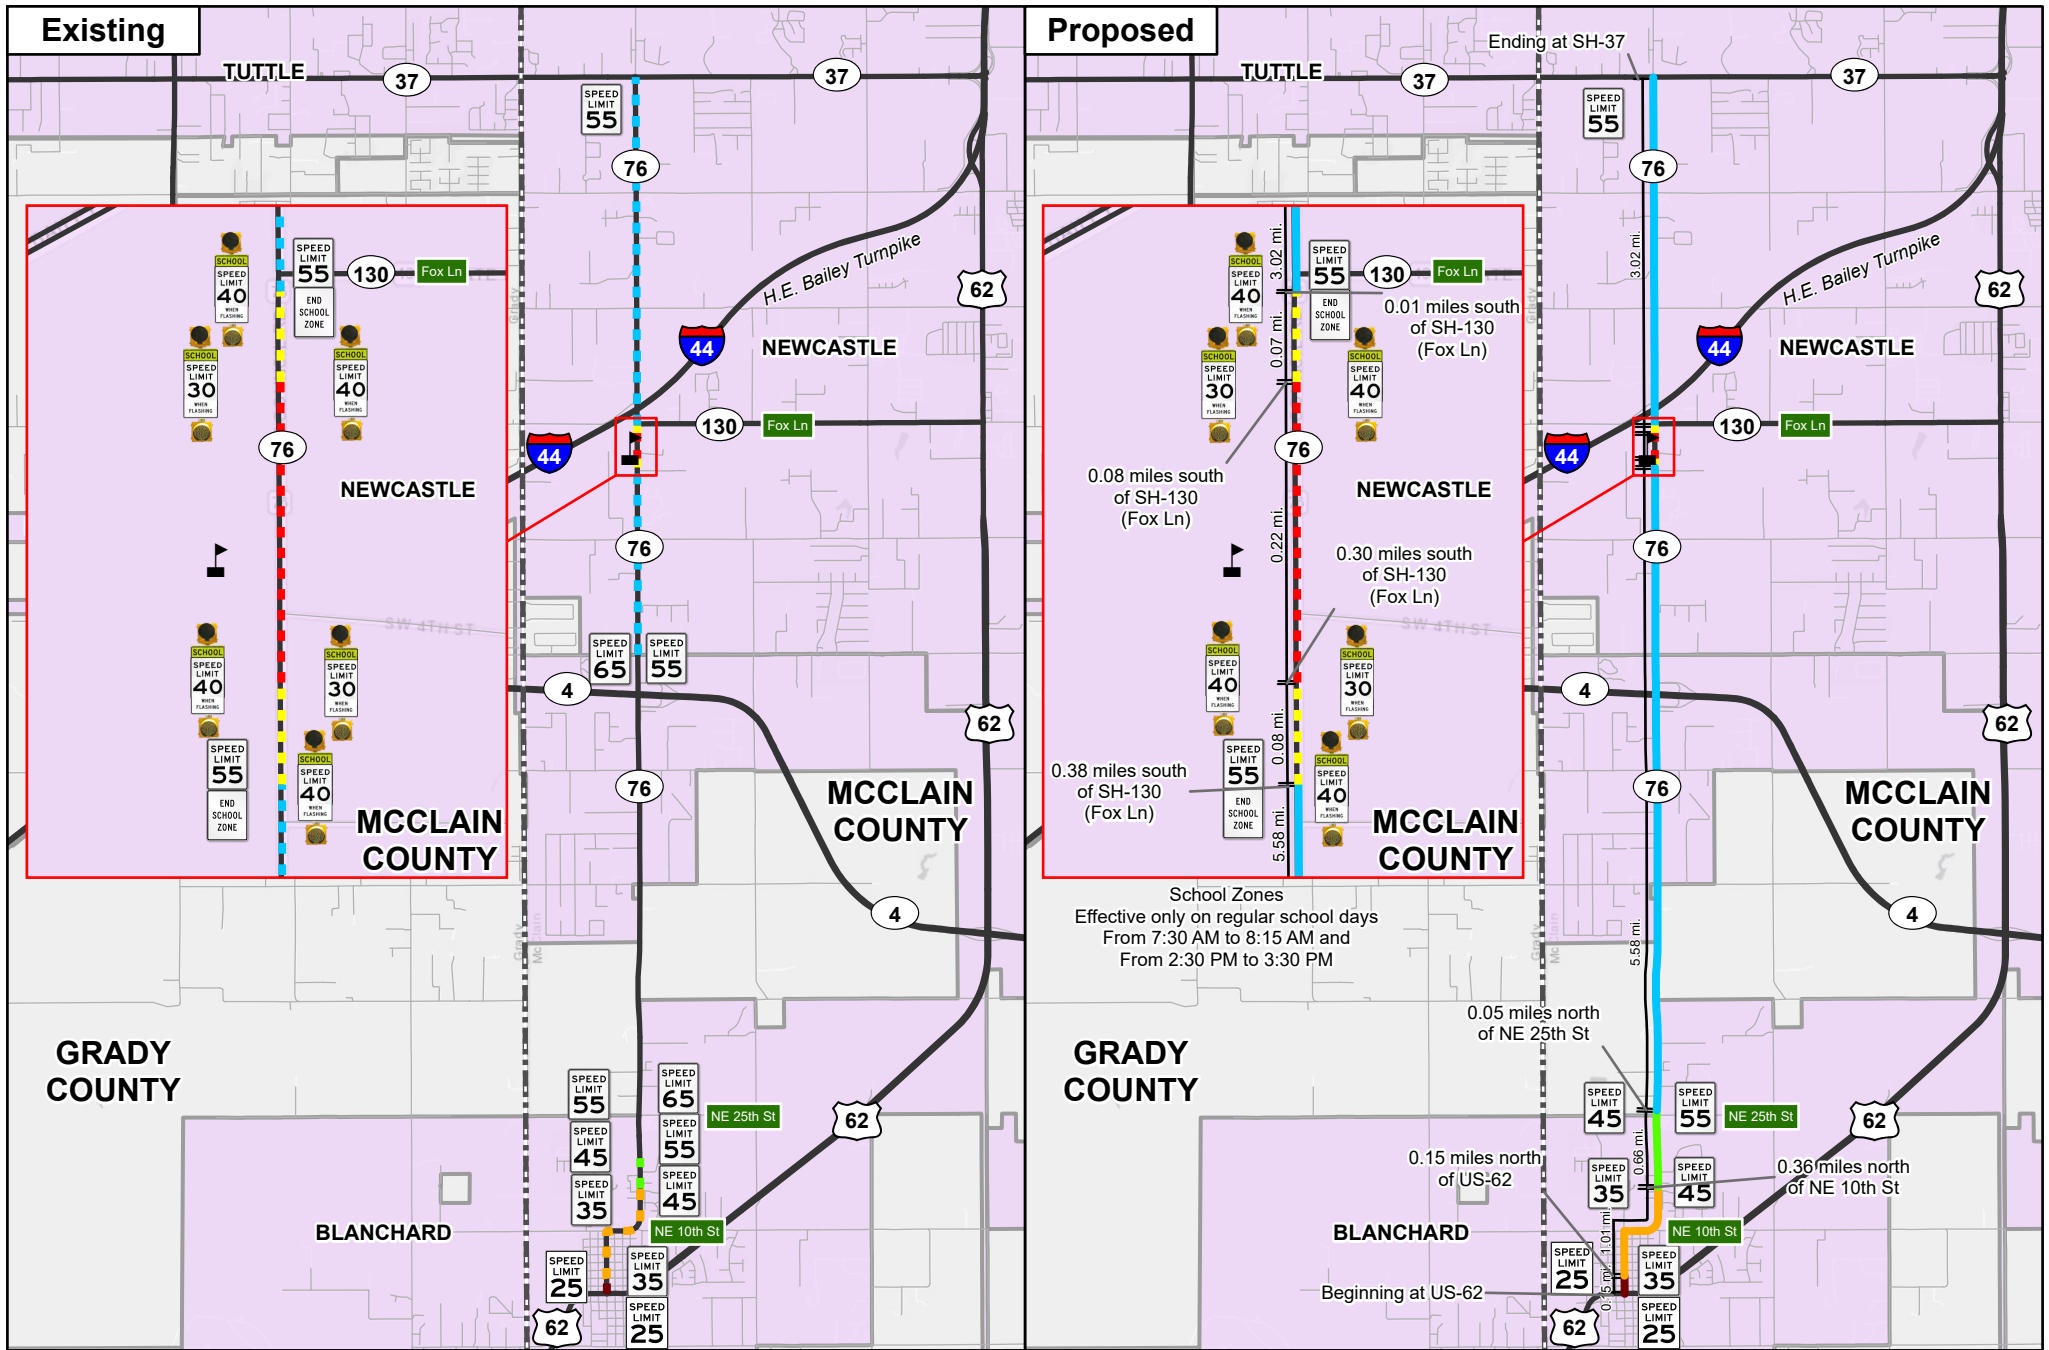 Existing
TUTTLE
37
37
SPEED
LIMIT
55
76
SCHOOL
SPEED
LIMIT
40
WHEN
FLASHING
SPEED
LIMIT
55
END
SCHOOL
ZONE
130
Fox Ln
Grady
SCHOOL
SPEED
LIMIT
30
WHEN
FLASHING
SCHOOL
SPEED
LIMIT
40
WHEN
FLASHING
76
NEWCASTLE
SW 4TH ST
SCHOOL
SPEED
LIMIT
40
WHEN
FLASHING
SCHOOL
SPEED
LIMIT
30
WHEN
FLASHING
SPEED
LIMIT
55
END
SCHOOL
ZONE
SCHOOL
SPEED
LIMIT
40
WHEN
FLASHING
MCCLAIN
COUNTY
H.E. Bailey Turnpike
62
44
NEWCASTLE
44
130
Fox Ln
76
SPEED
LIMIT
65
SPEED
LIMIT
55
4
62
76
MCCLAIN
COUNTY
4
Grady
McClain
GRADY
COUNTY
SPEED
LIMIT
55
SPEED
LIMIT
65
NE 25th St
62
SPEED
LIMIT
45
SPEED
LIMIT
55
SPEED
LIMIT
35
SPEED
LIMIT
45
BLANCHARD
NE 10th St
SPEED
LIMIT
25
SPEED
LIMIT
35
62
SPEED
LIMIT
25
Proposed
Ending at SH-37
TUTTLE
37
37
SPEED
LIMIT
55
76
3.02 mi.
SCHOOL
SPEED
LIMIT
40
WHEN
FLASHING
3.02 mi.
SPEED
LIMIT
55
END
SCHOOL
ZONE
130
Fox Ln
Grady
0.01 miles south
of SH-130
(Fox Ln)
0.07 mi.
SCHOOL
SPEED
LIMIT
30
WHEN
FLASHING
SCHOOL
SPEED
LIMIT
40
WHEN
FLASHING
76
0.08 miles south
of SH-130
(Fox Ln)
NEWCASTLE
0.22 mi.
0.30 miles south
of SH-130
(Fox Ln)
SW 4TH ST
SCHOOL
SPEED
LIMIT
40
WHEN
FLASHING
SCHOOL
SPEED
LIMIT
30
WHEN
FLASHING
0.08 mi.
SPEED
LIMIT
55
END
SCHOOL
ZONE
0.38 miles south
of SH-130
(Fox Ln)
SCHOOL
SPEED
LIMIT
40
WHEN
FLASHING
5.58 mi.
MCCLAIN
COUNTY
School Zones
Effective only on regular school days
From 7:30 AM to 8:15 AM and
From 2:30 PM to 3:30 PM
H.E. Bailey Turnpike
62
44
NEWCASTLE
44
130
Fox Ln
76
4
62
76
MCCLAIN
COUNTY
4
Grady
McClain
5.58 mi.
0.05 miles north
of NE 25th St
GRADY
COUNTY
SPEED
LIMIT
45
SPEED
LIMIT
55
NE 25th St
62
0.66 mi.
0.15 miles north
of US-62
SPEED
LIMIT
35
SPEED
LIMIT
45
0.36 miles north
of NE 10th St
BLANCHARD
1.01 mi.
NE 10th St
SPEED
LIMIT
25
SPEED
LIMIT
35
0.15 mi.
Beginning at US-62
62
SPEED
LIMIT
25